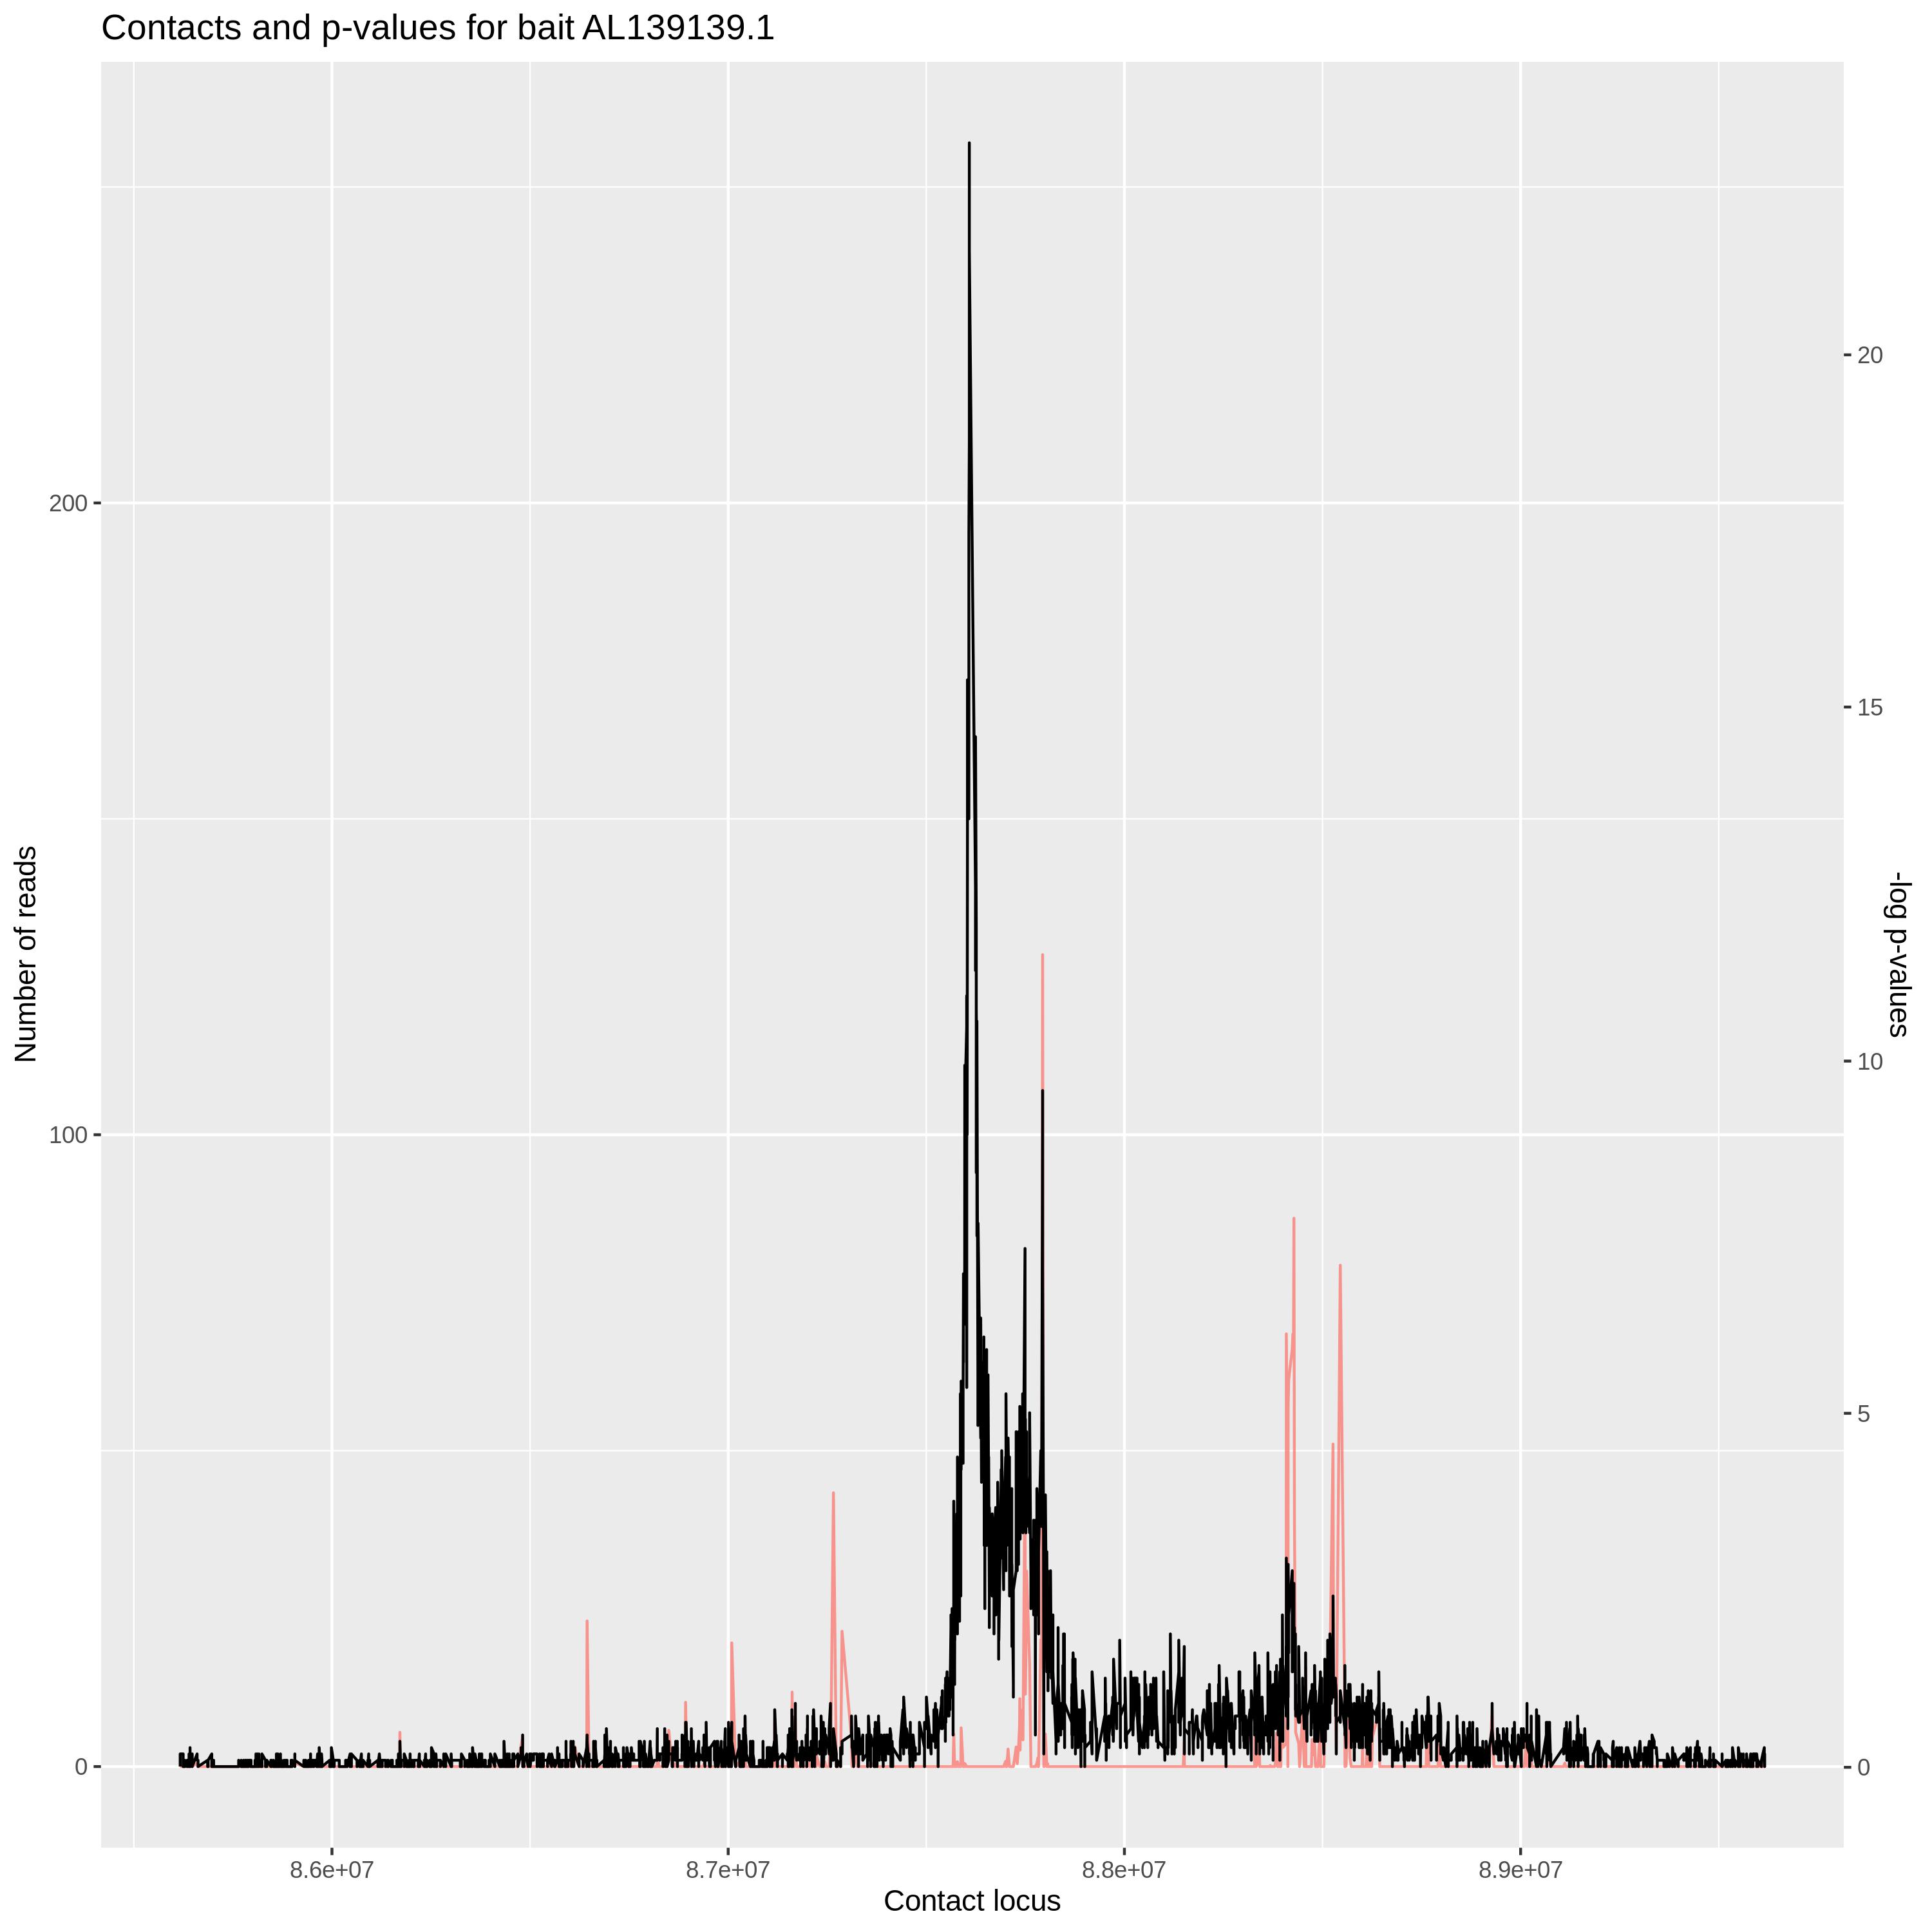 Contacts and p-values for bait AL139139.1
Number of reads
200
100
0
20
15
10
5
0
-log p-values
8.6e+07 8.7e+07 8.8e+07 8.9e+07
Contact locus